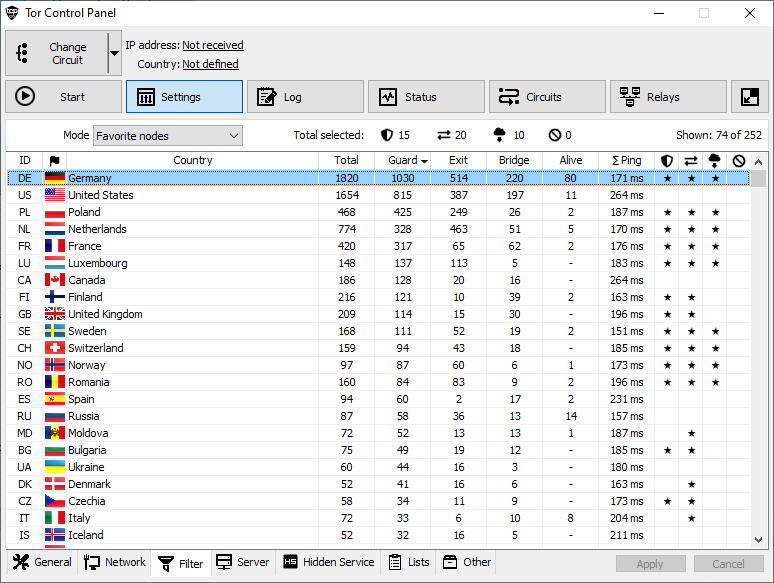 Tor Control Panel
Change Circuit
IP address: Not received
Country: Not defined
Start Settings Log Status Circuits Relays
Mode Favorite nodes Total selected: 15 20 10 0 Shown: 74 of 252
ID Country Total Guard Exit Bridge Alive Σ Ping
DE Germany 1820 1030 514 220 80 171 ms ★ ★ ★
US United States 1654 815 387 197 11 264 ms
PL Poland 468 425 249 26 2 187 ms ★ ★ ★
NL Netherlands 774 328 463 51 5 170 ms ★ ★ ★
FR France 420 317 65 62 2 176 ms ★ ★ ★
LU Luxembourg 148 137 113 5 - 183 ms ★ ★ ★
CA Canada 186 128 20 16 - 264 ms
FI Finland 216 121 10 39 2 163 ms ★ ★
GB United Kingdom 209 114 15 30 - 196 ms ★ ★
SE Sweden 168 111 52 19 2 151 ms ★ ★ ★
CH Switzerland 159 94 43 18 - 185 ms ★ ★ ★
NO Norway 97 87 60 6 1 173 ms ★ ★ ★
RO Romania 160 84 83 9 2 196 ms ★ ★ ★
ES Spain 94 60 2 17 2 231 ms
RU Russia 87 58 36 13 14 157 ms
MD Moldova 72 52 13 13 1 187 ms ★
BG Bulgaria 75 49 19 12 - 185 ms ★ ★
UA Ukraine 60 44 16 3 - 180 ms
DK Denmark 52 41 16 6 - 163 ms ★
CZ Czechia 58 34 11 9 - 173 ms ★ ★
IT Italy 72 33 6 10 8 204 ms ★
IS Iceland 52 32 16 5 - 211 ms
General Network Filter Server HS Hidden Service Lists Other Apply Cancel